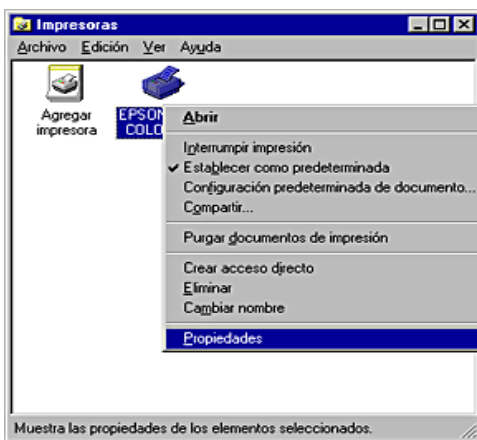 Impresoras
Archivo Edición Ver Ayuda
Agregar
impresora
EPSON
COLO
Abrir
Interrumpir impresión
Establecer como predeterminada
Configuración predeterminada de documento...
Compartir...
Purgar documentos de impresión
Crear acceso directo
Eliminar
Cambiar nombre
Propiedades
Muestra las propiedades de los elementos seleccionados.